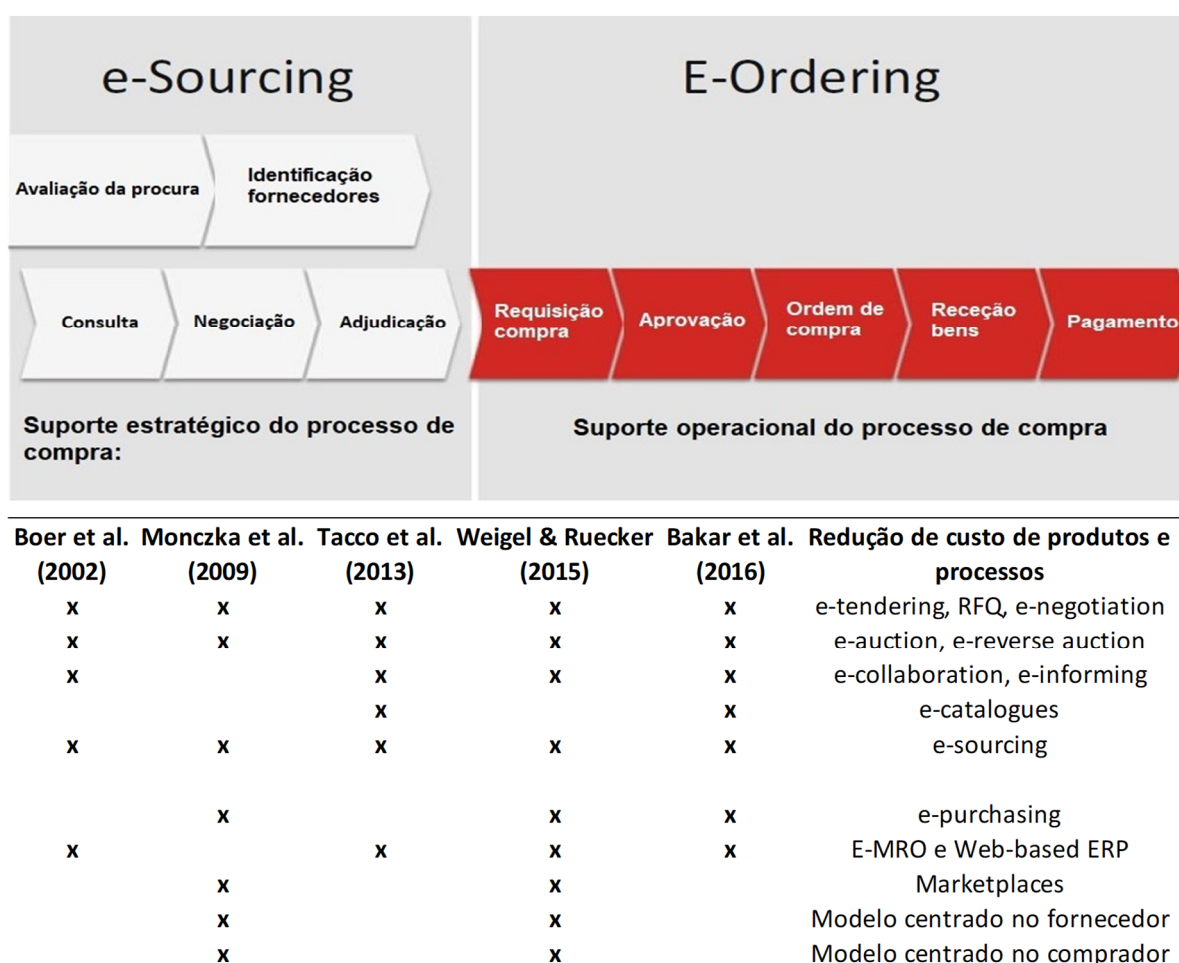 e-Sourcing
E-Ordering
Avaliação da procura
Identificação
fornecedores
Consulta
Negociação
Adjudicação
Requisição
compra
Aprovação
Ordem de
compra
Receção
bens
Pagamento
Suporte estratégico do processo de
compra:
Suporte operacional do processo de compra
Boer et al. Monczka et al. Tacco et al. Weigel & Ruecker Bakar et al. Redução de custo de produtos e
(2002) (2009) (2013) (2015) (2016) processos
x x x x x e-tendering, RFQ, e-negotiation
x x x x x e-auction, e-reverse auction
x x x x e-collaboration, e-informing
x x e-catalogues
x x x x x e-sourcing
x x x e-purchasing
x x x x E-MRO e Web-based ERP
x x Marketplaces
x x Modelo centrado no fornecedor
x x Modelo centrado no comprador